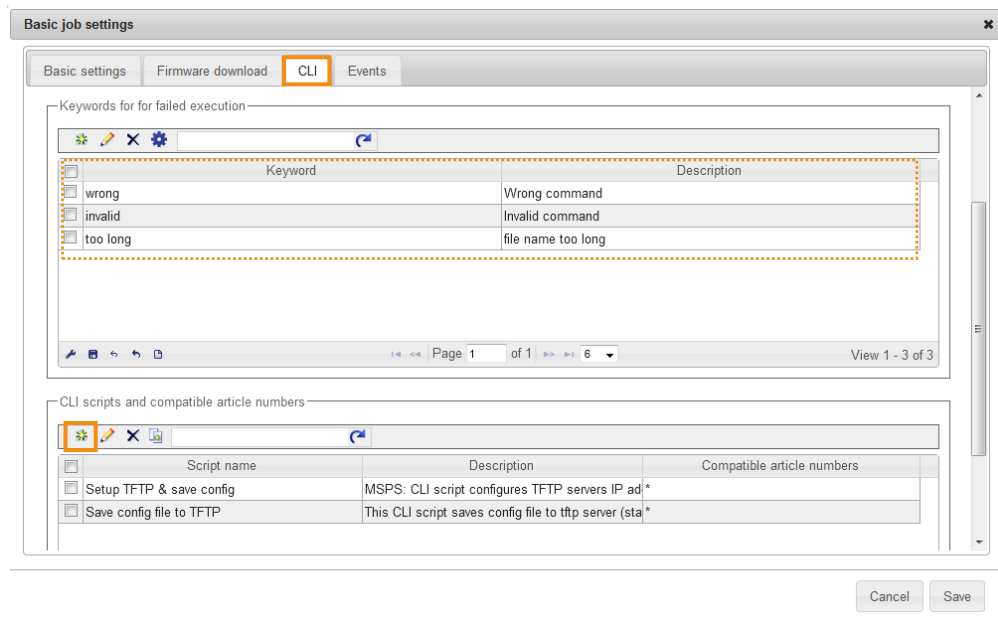 Basic job settings
Basic settings Firmware download CLI Events
Keywords for for failed execution
Keyword Description
wrong Wrong command
invalid Invalid command
too long file name too long
Page 1 of 1 6 View 1 - 3 of 3
CLI scripts and compatible article numbers
Script name Description Compatible article numbers
Setup TFTP & save config MSPS: CLI script configures TFTP servers IP ad *
Save config file to TFTP This CLI script saves config file to tftp server (sta *
Cancel Save